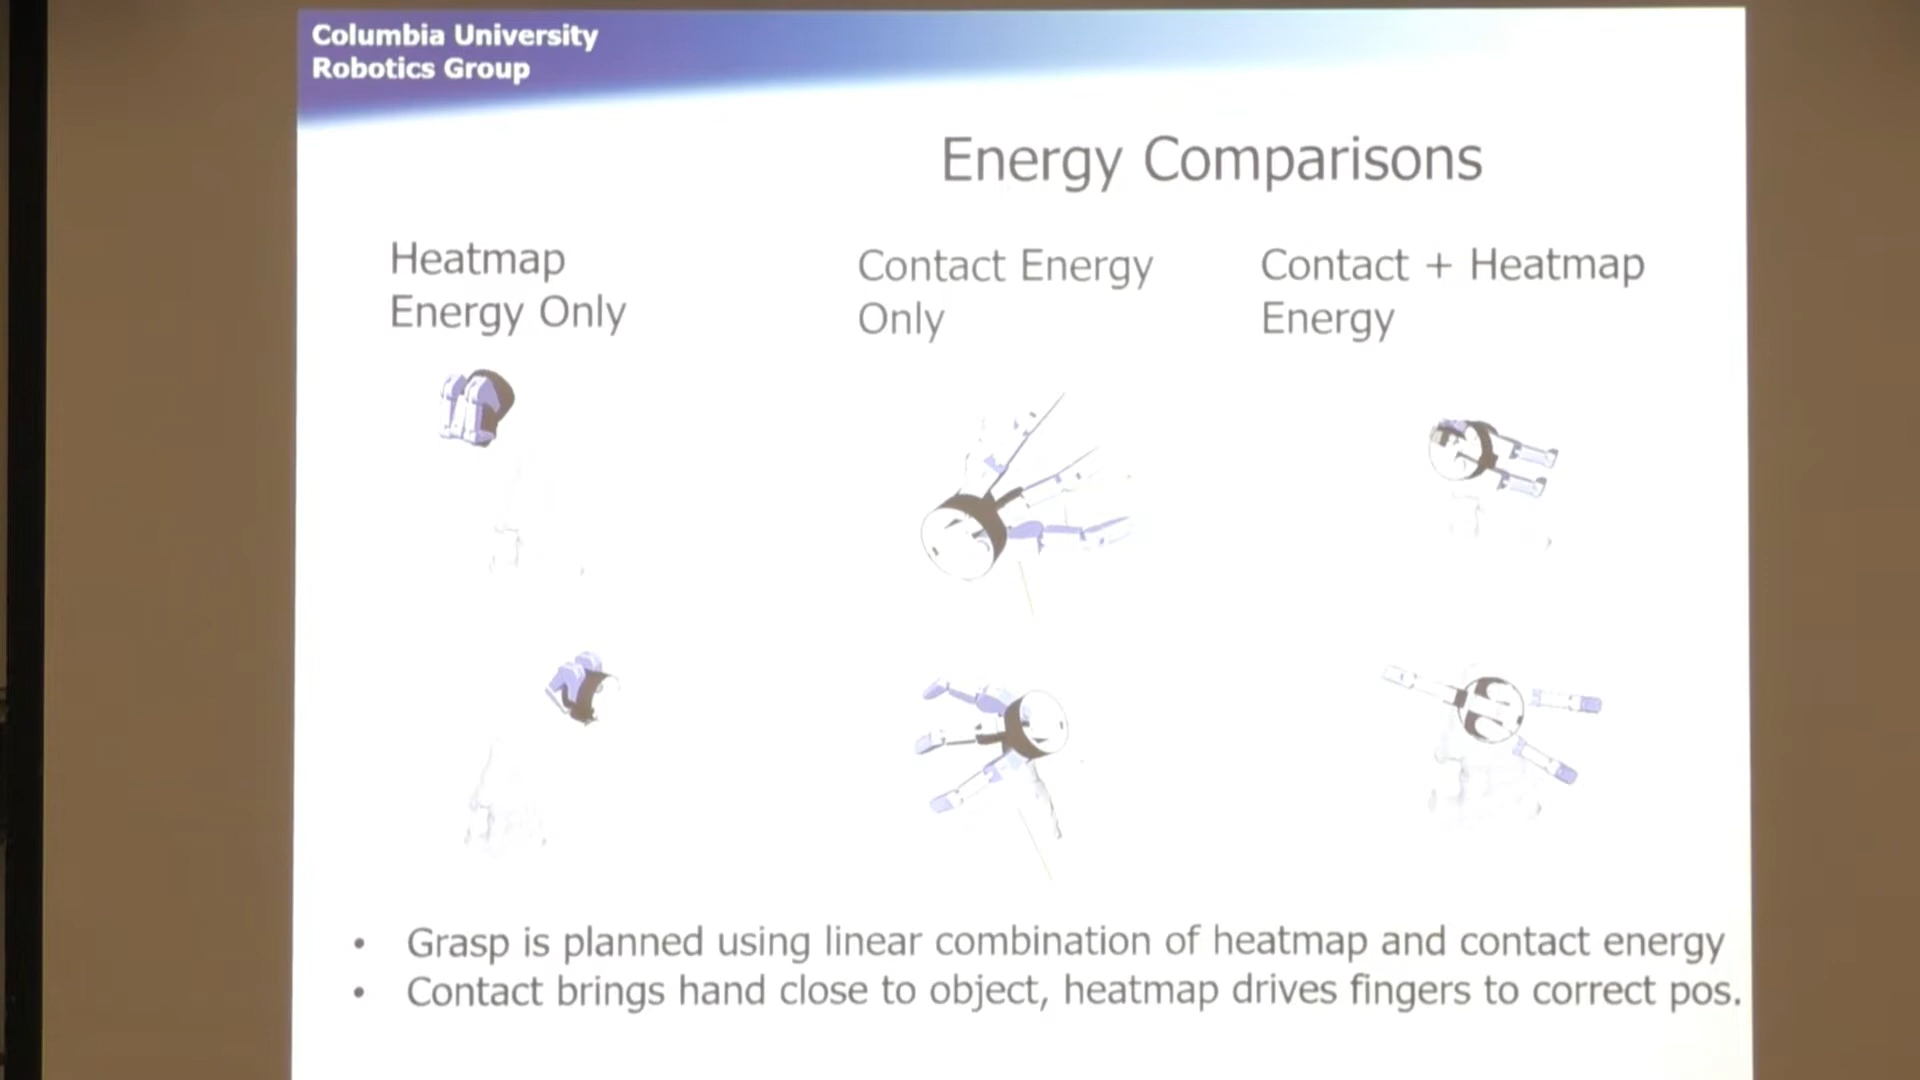 Columbia University
Robotics Group
Energy Comparisons
Heatmap
Energy Only
Contact Energy
Only
Contact + Heatmap
Energy
• Grasp is planned using linear combination of heatmap and contact energy
• Contact brings hand close to object, heatmap drives fingers to correct pos.